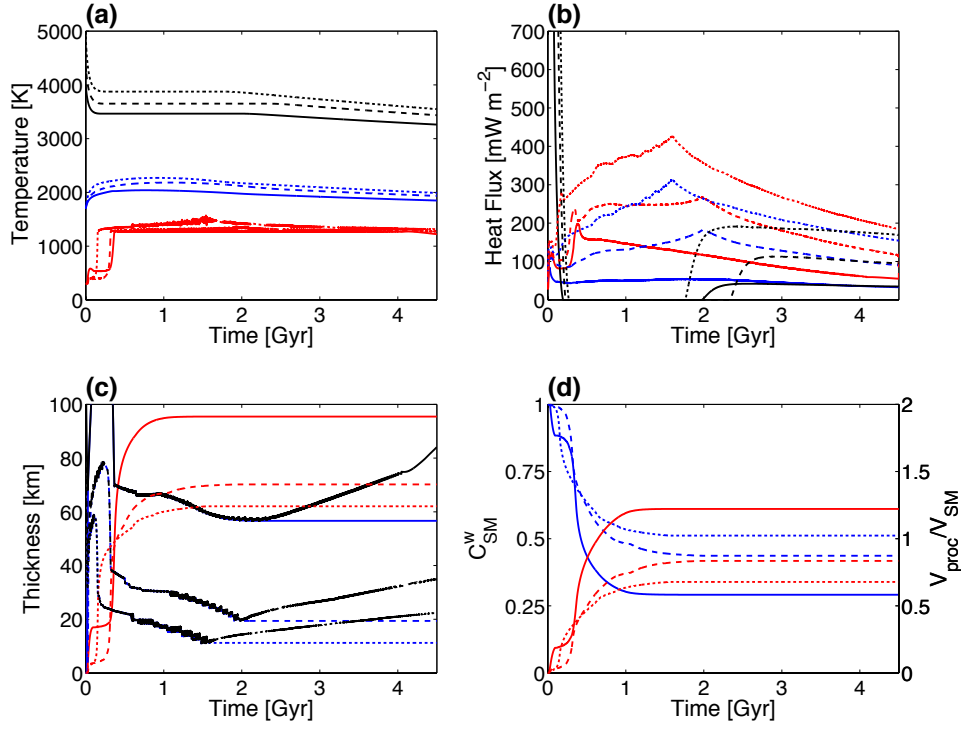 (a)
Temperature [K]
5000
4000
3000
2000
1000
0
0 1 2 3 4
Time [Gyr]
(b)
Heat Flux [mW m−2]
700
600
500
400
300
200
100
0
0 1 2 3 4
Time [Gyr]
(c)
Thickness [km]
100
80
60
40
20
0
0 1 2 3 4
Time [Gyr]
(d)
CwSM
1
0.75
0.5
0.25
0
0 1 2 3 4
Time [Gyr]
2
1.5
1
0.5
0
Vproc/VSM